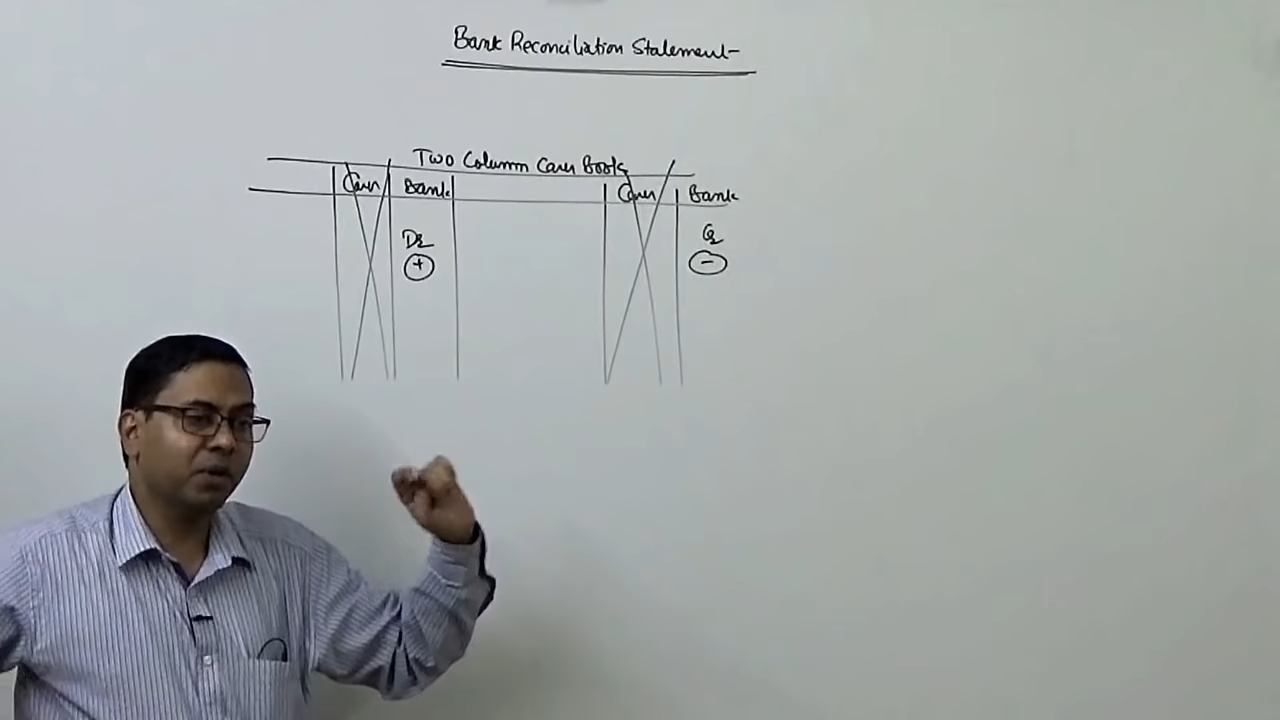 Bank Reconciliation Statement-
Two Column Cash Book
Cash Bank Cash Bank
Dr Cr
+ -